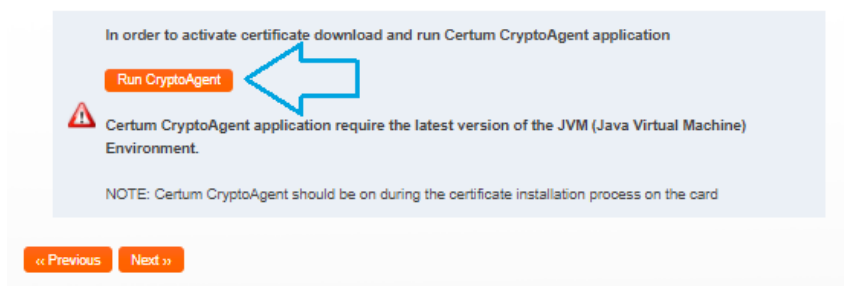 In order to activate certificate download and run Certum CryptoAgent application
Run CryptoAgent
Certum CryptoAgent application require the latest version of the JVM (Java Virtual Machine)
Environment.
NOTE: Certum CryptoAgent should be on during the certificate installation process on the card
‹‹ Previous
Next ››